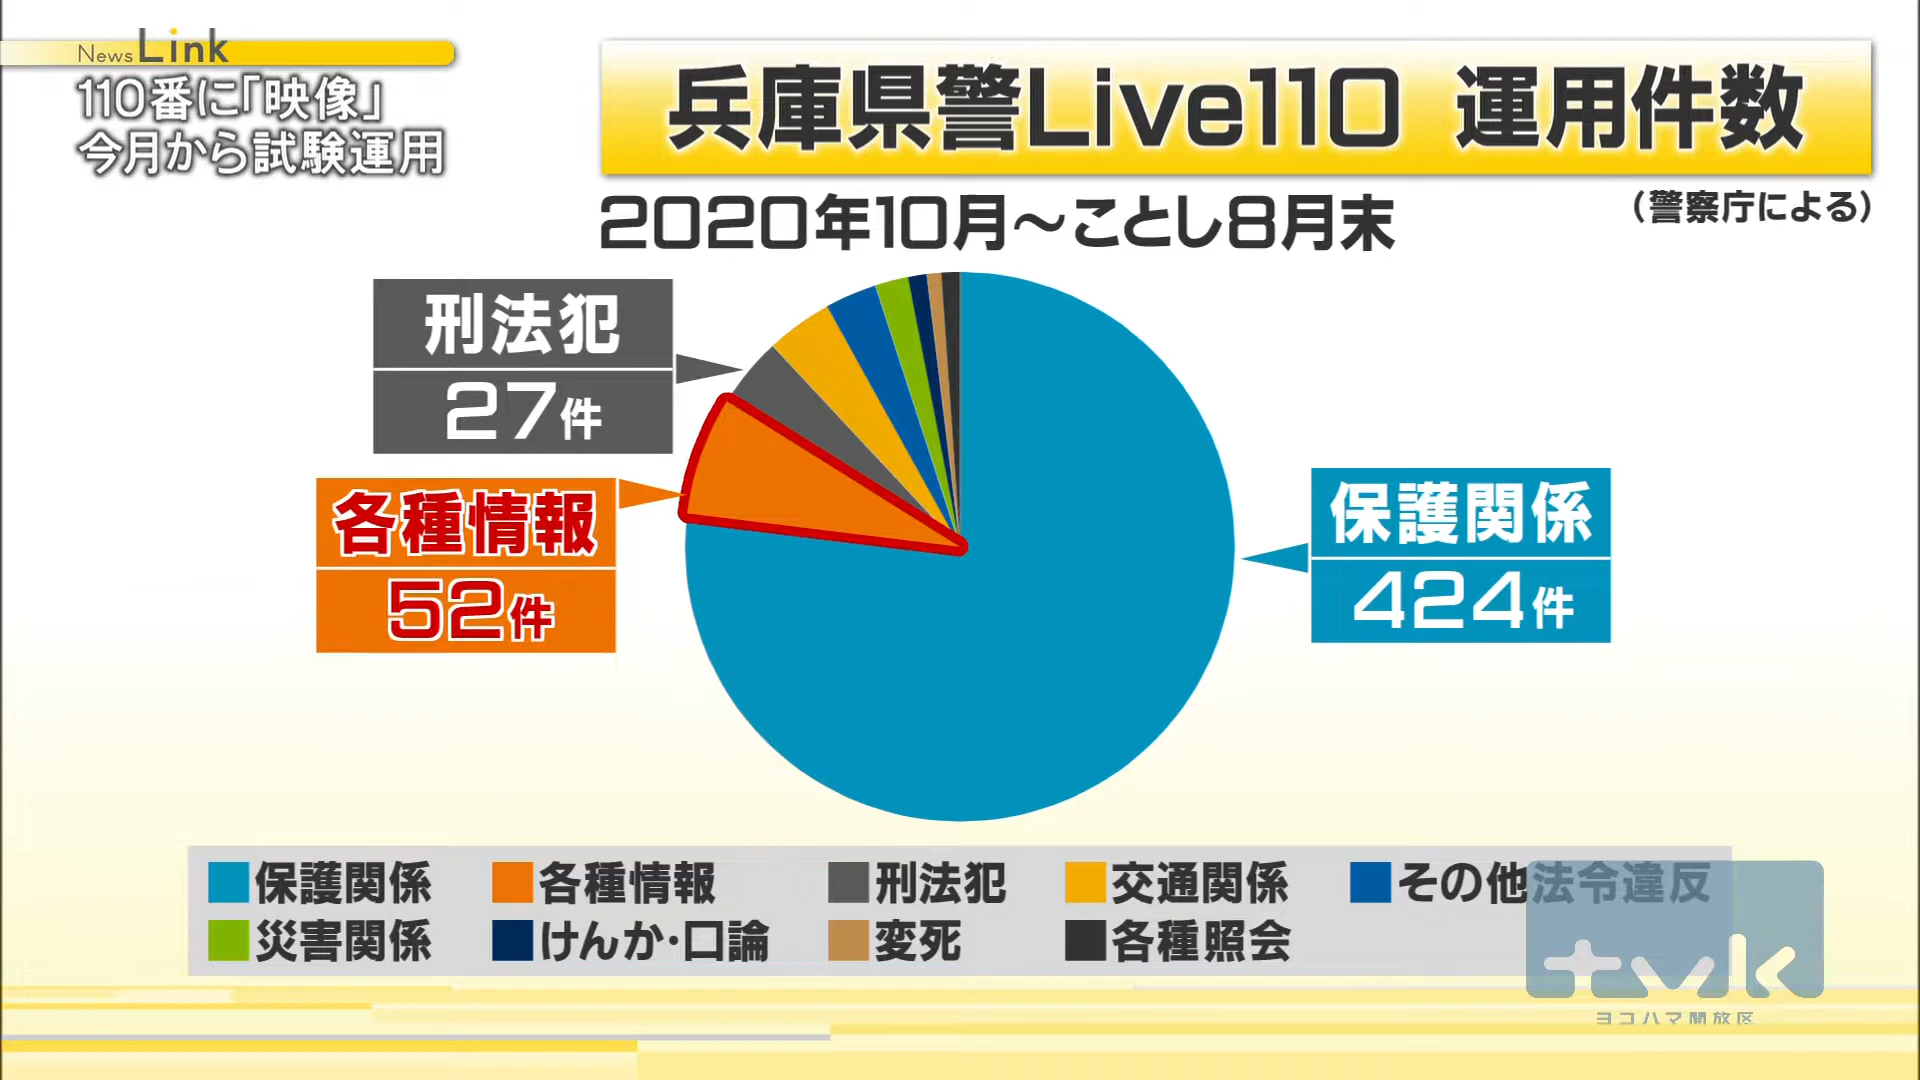 News Link
110番に「映像」
今月から試験運用
兵庫県警Live110 運用件数
2020年10月～ことし8月末
（警察庁による）
刑法犯
27件
各種情報
52件
保護関係
424件
保護関係 各種情報 刑法犯 交通関係 その他法令違反
災害関係 けんか・口論 変死 各種照会
tvk
ヨコハマ開放区